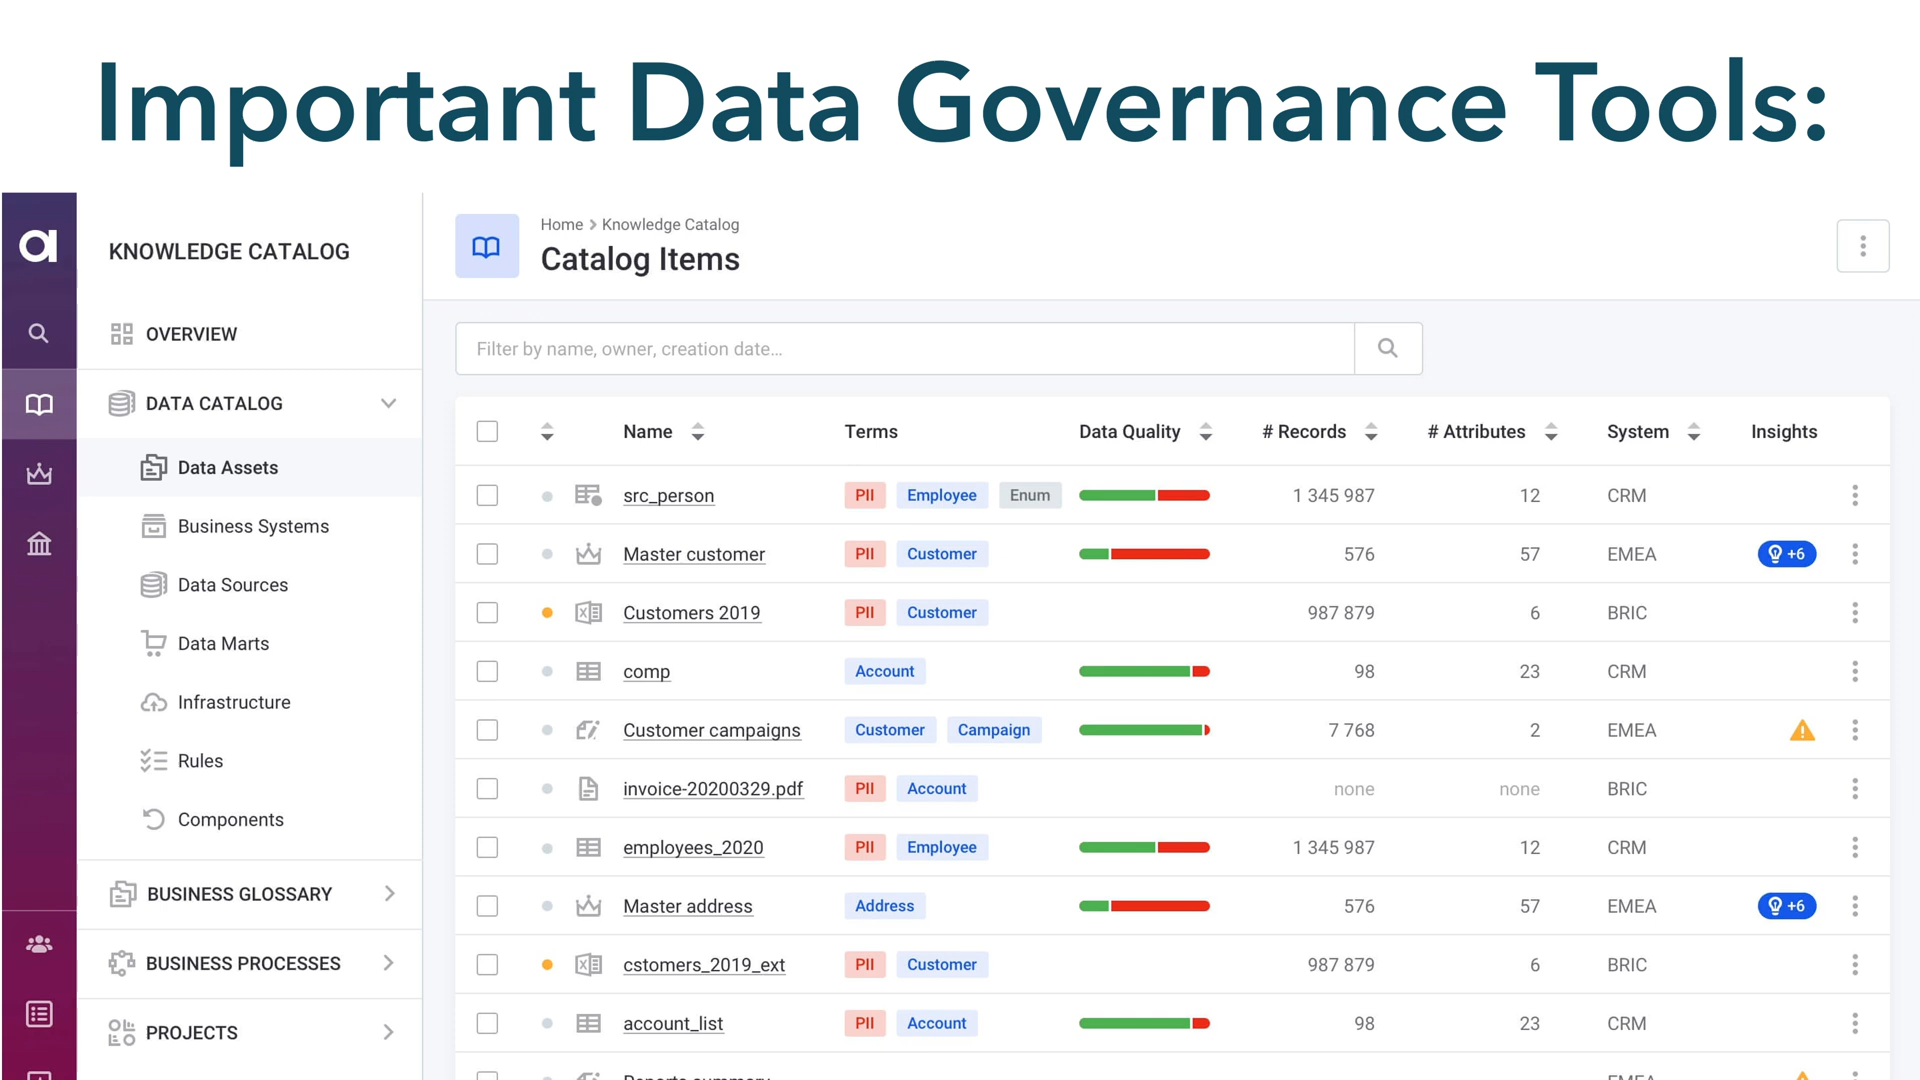 Important Data Governance Tools:
a
KNOWLEDGE CATALOG
OVERVIEW
DATA CATALOG
Data Assets
Business Systems
Data Sources
Data Marts
Infrastructure
Rules
Components
BUSINESS GLOSSARY
BUSINESS PROCESSES
PROJECTS
Home > Knowledge Catalog
Catalog Items
Filter by name, owner, creation date...
Name Terms Data Quality # Records # Attributes System Insights
src_person PII Employee Enum 1 345 987 12 CRM
Master customer PII Customer 576 57 EMEA +6
Customers 2019 PII Customer 987 879 6 BRIC
comp Account 98 23 CRM
Customer campaigns Customer Campaign 7 768 2 EMEA
invoice-20200329.pdf PII Account none none BRIC
employees_2020 PII Employee 1 345 987 12 CRM
Master address Address 576 57 EMEA +6
cstomers_2019_ext PII Customer 987 879 6 BRIC
account_list PII Account 98 23 CRM